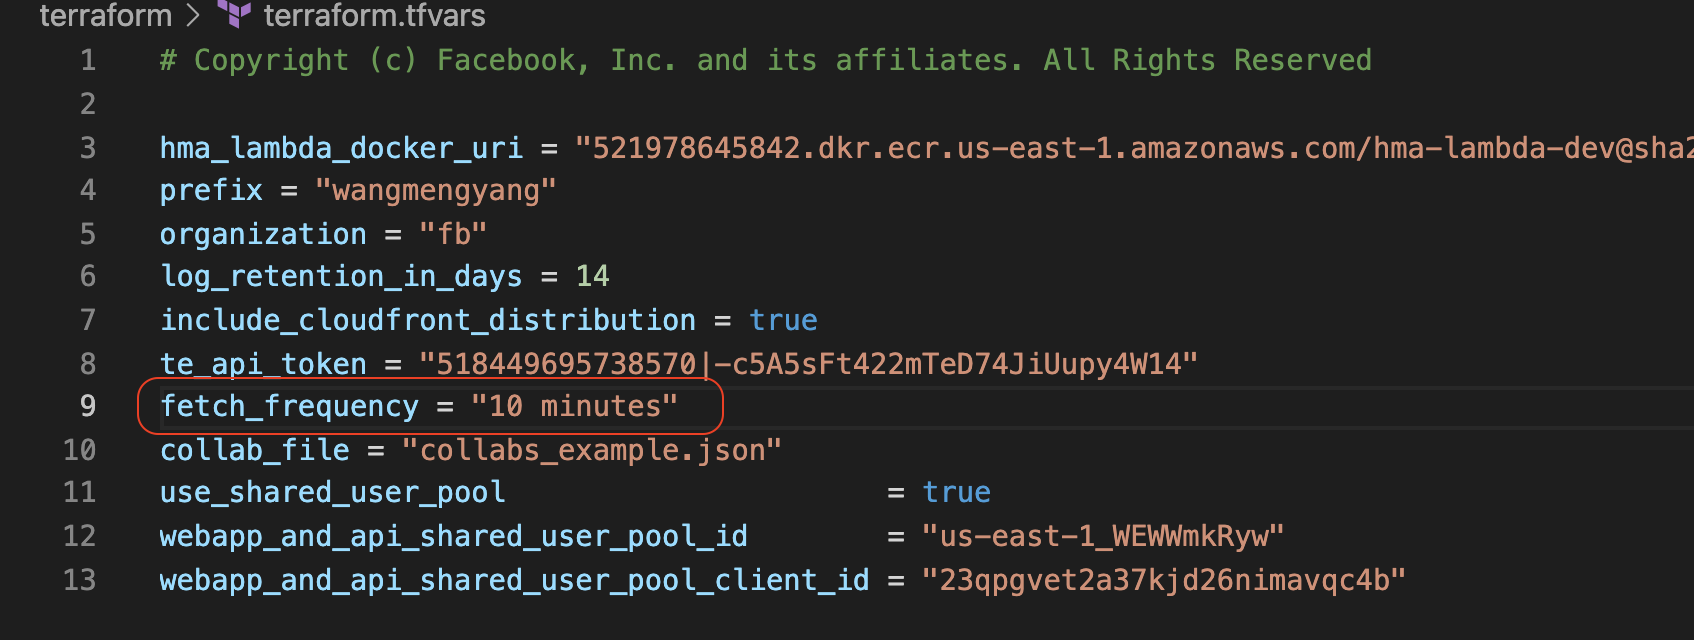 terraform > terraform.tfvars
1 # Copyright (c) Facebook, Inc. and its affiliates. All Rights Reserved
2
3 hma_lambda_docker_uri = "521978645842.dkr.ecr.us-east-1.amazonaws.com/hma-lambda-dev@sha2
4 prefix = "wangmengyang"
5 organization = "fb"
6 log_retention_in_days = 14
7 include_cloudfront_distribution = true
8 te_api_token = "518449695738570|-c5A5sFt422mTeD74JiUupy4W14"
9 fetch_frequency = "10 minutes"
10 collab_file = "collabs_example.json"
11 use_shared_user_pool = true
12 webapp_and_api_shared_user_pool_id = "us-east-1_WEWWmkRyw"
13 webapp_and_api_shared_user_pool_client_id = "23qpgvet2a37kjd26nimavqc4b"